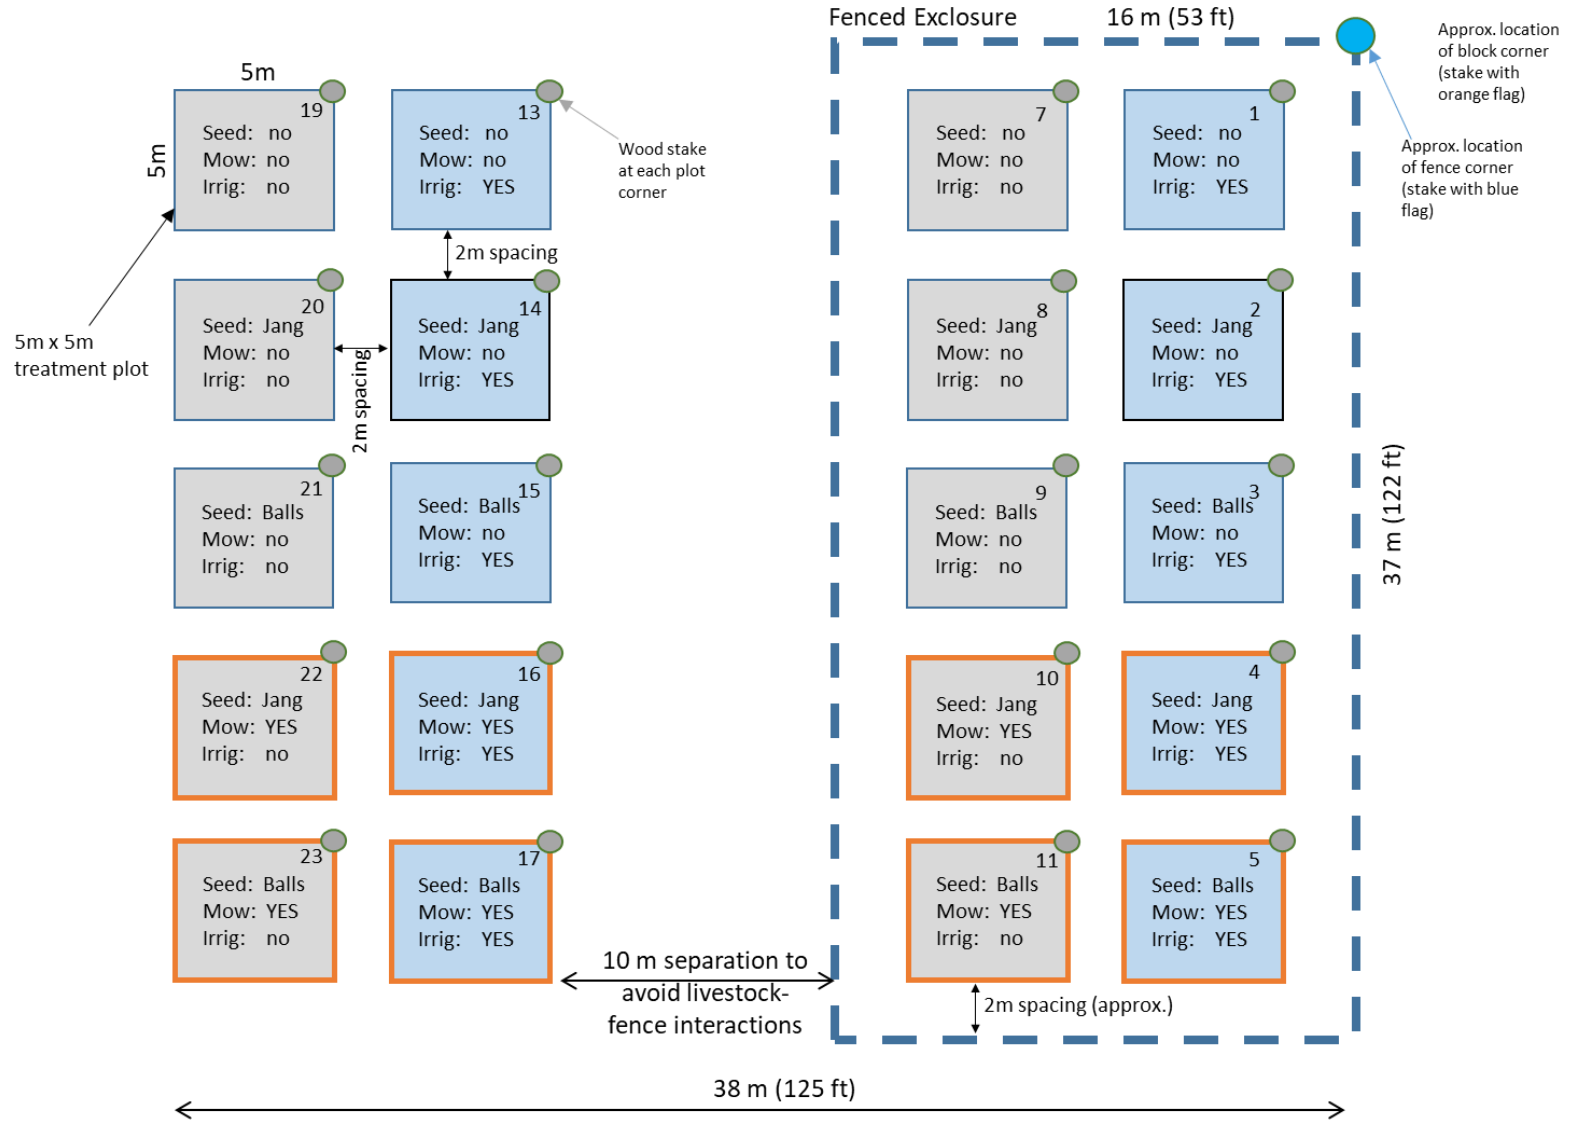 Fenced Exclosure
16 m (53 ft)
Approx. location
of block corner
(stake with
orange flag)
Approx. location
of fence corner
(stake with blue
flag)
5m
5m
19
Seed: no
Mow: no
Irrig: no
13
Seed: no
Mow: no
Irrig: YES
Wood stake
at each plot
corner
7
Seed: no
Mow: no
Irrig: no
1
Seed: no
Mow: no
Irrig: YES
2m spacing
5m x 5m
treatment plot
20
Seed: Jang
Mow: no
Irrig: no
2m spacing
14
Seed: Jang
Mow: no
Irrig: YES
8
Seed: Jang
Mow: no
Irrig: no
2
Seed: Jang
Mow: no
Irrig: YES
21
Seed: Balls
Mow: no
Irrig: no
15
Seed: Balls
Mow: no
Irrig: YES
9
Seed: Balls
Mow: no
Irrig: no
3
Seed: Balls
Mow: no
Irrig: YES
37 m (122 ft)
22
Seed: Jang
Mow: YES
Irrig: no
16
Seed: Jang
Mow: YES
Irrig: YES
10
Seed: Jang
Mow: YES
Irrig: no
4
Seed: Jang
Mow: YES
Irrig: YES
23
Seed: Balls
Mow: YES
Irrig: no
17
Seed: Balls
Mow: YES
Irrig: YES
11
Seed: Balls
Mow: YES
Irrig: no
5
Seed: Balls
Mow: YES
Irrig: YES
10 m separation to
avoid livestock-
fence interactions
2m spacing (approx.)
38 m (125 ft)